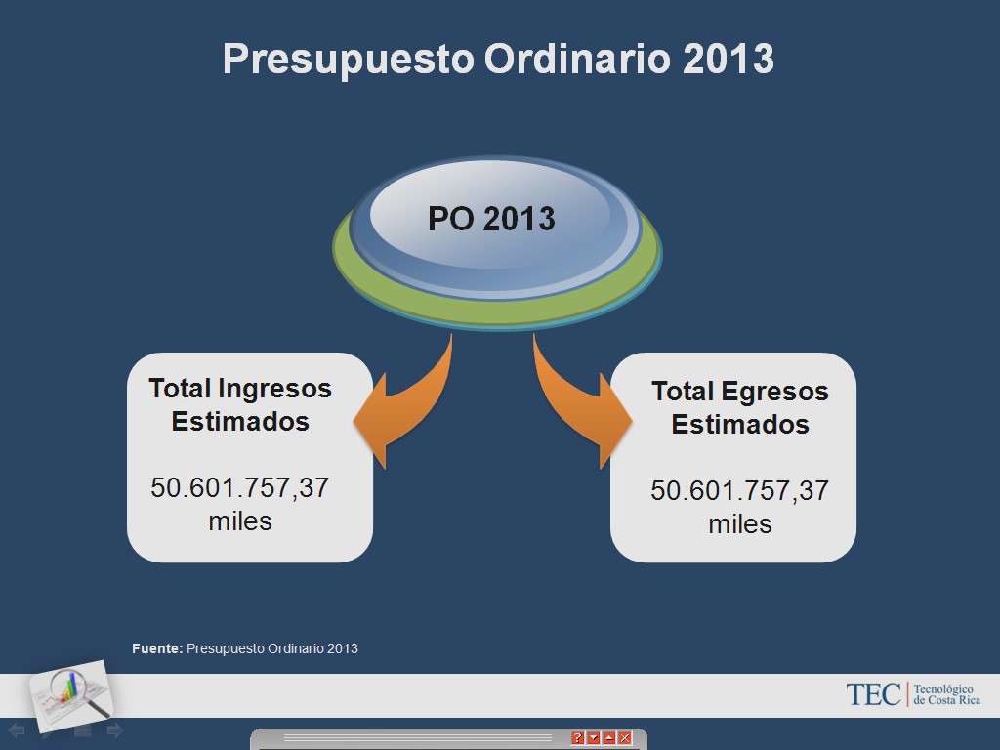 Presupuesto Ordinario 2013
PO 2013
Total Ingresos
Estimados
50.601.757,37
miles
Total Egresos
Estimados
50.601.757,37
miles
Fuente: Presupuesto Ordinario 2013
TEC
Tecnológico
de Costa Rica
?